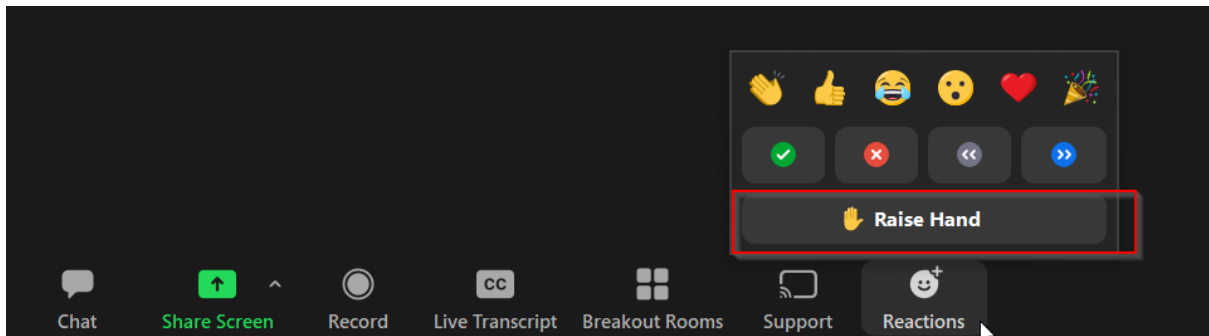 Raise Hand
CC
Chat Share Screen Record Live Transcript Breakout Rooms Support Reactions